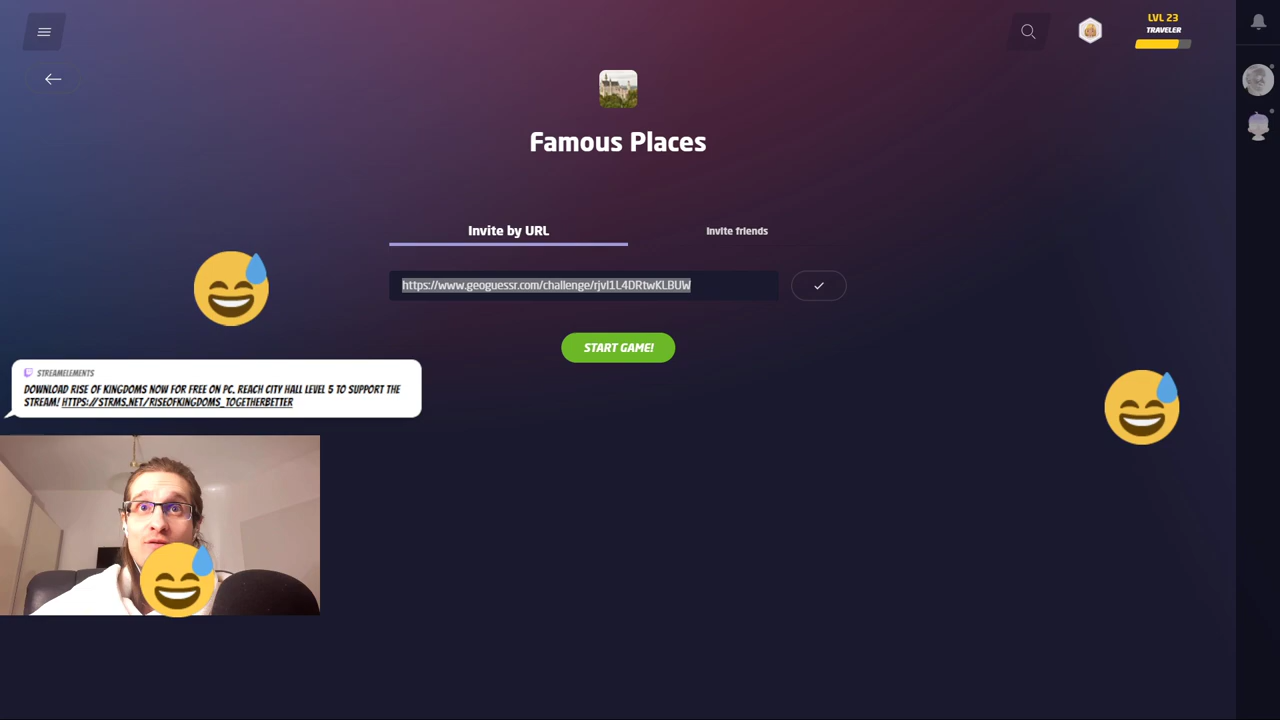 LVL 23
TRAVELER
Famous Places
Invite by URL
Invite friends
https://www.geoguessr.com/challenge/rjvI1L4DRtwKLBUW
START GAME!
STREAMELEMENTS
DOWNLOAD RISE OF KINGDOMS NOW FOR FREE ON PC. REACH CITY HALL LEVEL 5 TO SUPPORT THE
STREAM! HTTPS://STRMS.NET/RISEOFKINGDOMS_TOGETHERBETTER